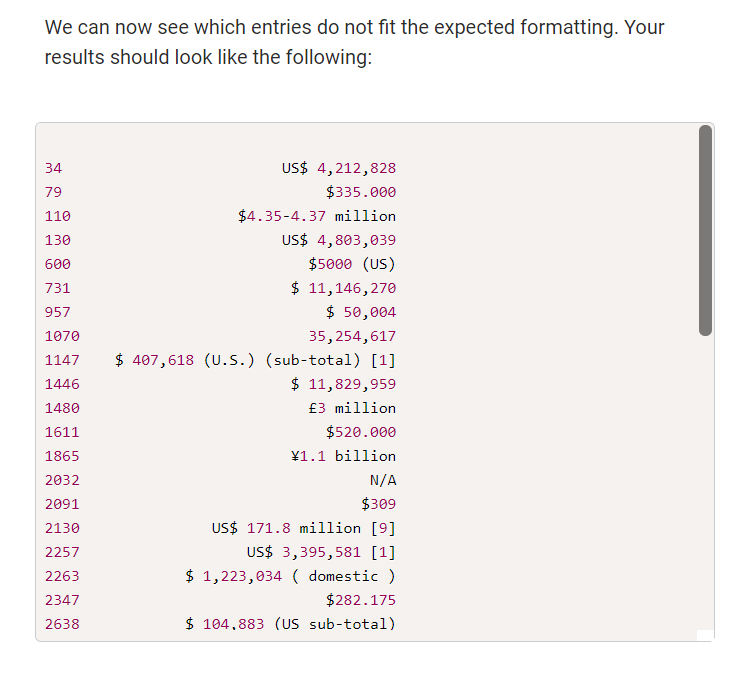 We can now see which entries do not fit the expected formatting. Your
results should look like the following:
34 US$ 4,212,828
79 $335.000
110 $4.35-4.37 million
130 US$ 4,803,039
600 $5000 (US)
731 $ 11,146,270
957 $ 50,004
1070 35,254,617
1147 $ 407,618 (U.S.) (sub-total) [1]
1446 $ 11,829,959
1480 £3 million
1611 $520.000
1865 ¥1.1 billion
2032 N/A
2091 $309
2130 US$ 171.8 million [9]
2257 US$ 3,395,581 [1]
2263 $ 1,223,034 ( domestic )
2347 $282.175
2638 $ 104,883 (US sub-total)